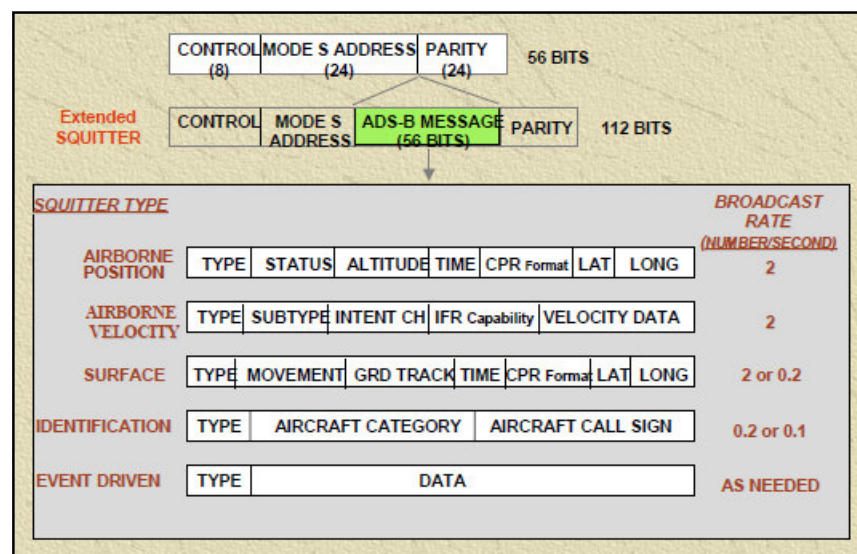 CONTROL MODE S ADDRESS PARITY
(8) (24) (24) 56 BITS
Extended SQUITTER
CONTROL MODE S ADDRESS ADS-B MESSAGE (56 BITS) PARITY 112 BITS
SQUITTER TYPE
BROADCAST RATE
(NUMBER/SECOND)
AIRBORNE POSITION TYPE STATUS ALTITUDE TIME CPR Format LAT LONG 2
AIRBORNE VELOCITY TYPE SUBTYPE INTENT CH IFR Capability VELOCITY DATA 2
SURFACE TYPE MOVEMENT GRD TRACK TIME CPR Format LAT LONG 2 or 0.2
IDENTIFICATION TYPE AIRCRAFT CATEGORY AIRCRAFT CALL SIGN 0.2 or 0.1
EVENT DRIVEN TYPE DATA AS NEEDED